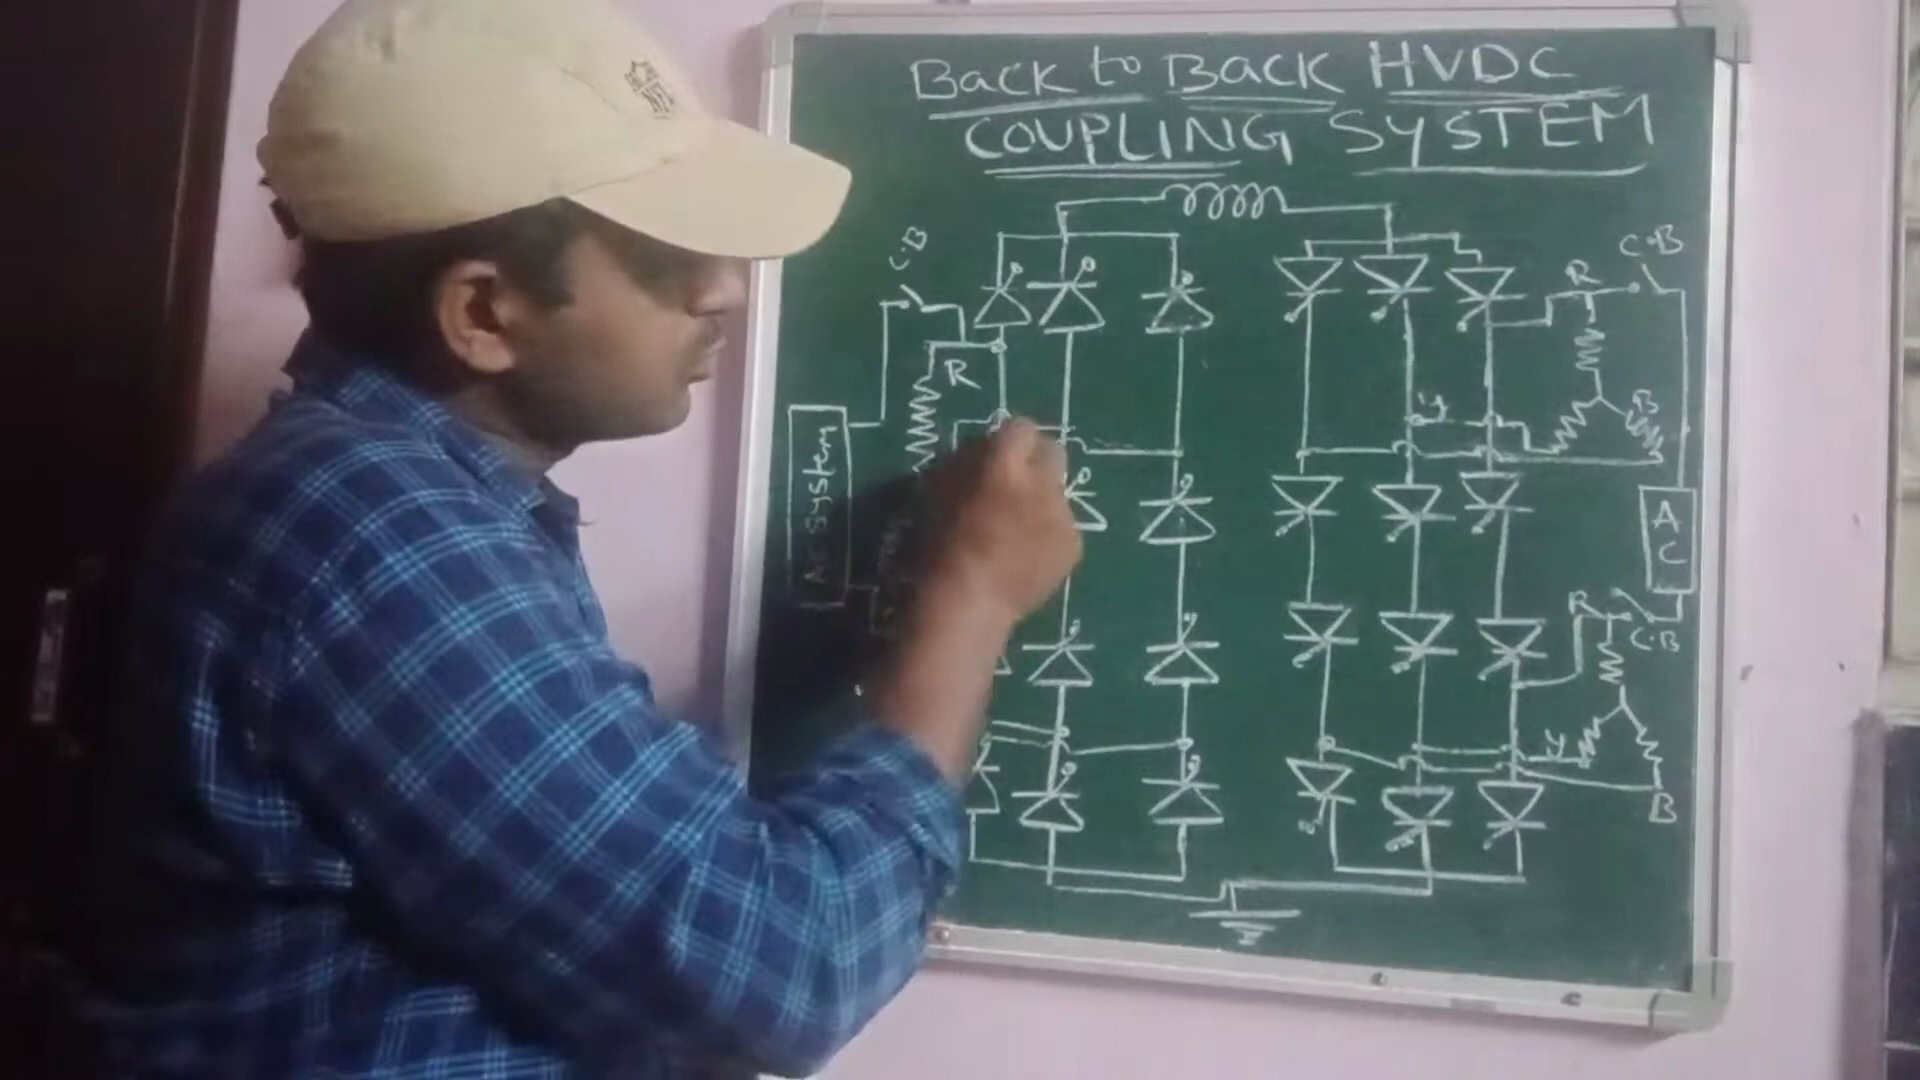 Back to Back HVDC
COUPLING SYSTEM
C.B
C.B
R
R
B
y
AC System
A
C
R
C.B
y
B